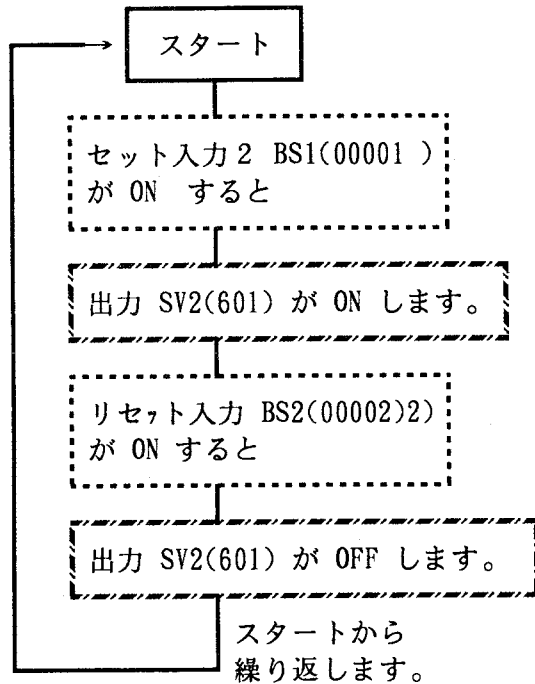 スタート
セット入力2 BS1(00001 )
が ON すると
出力 SV2(601) が ON します。
リセット入力 BS2(00002)2)
が ON すると
出力 SV2(601) が OFF します。
スタートから
繰り返します。